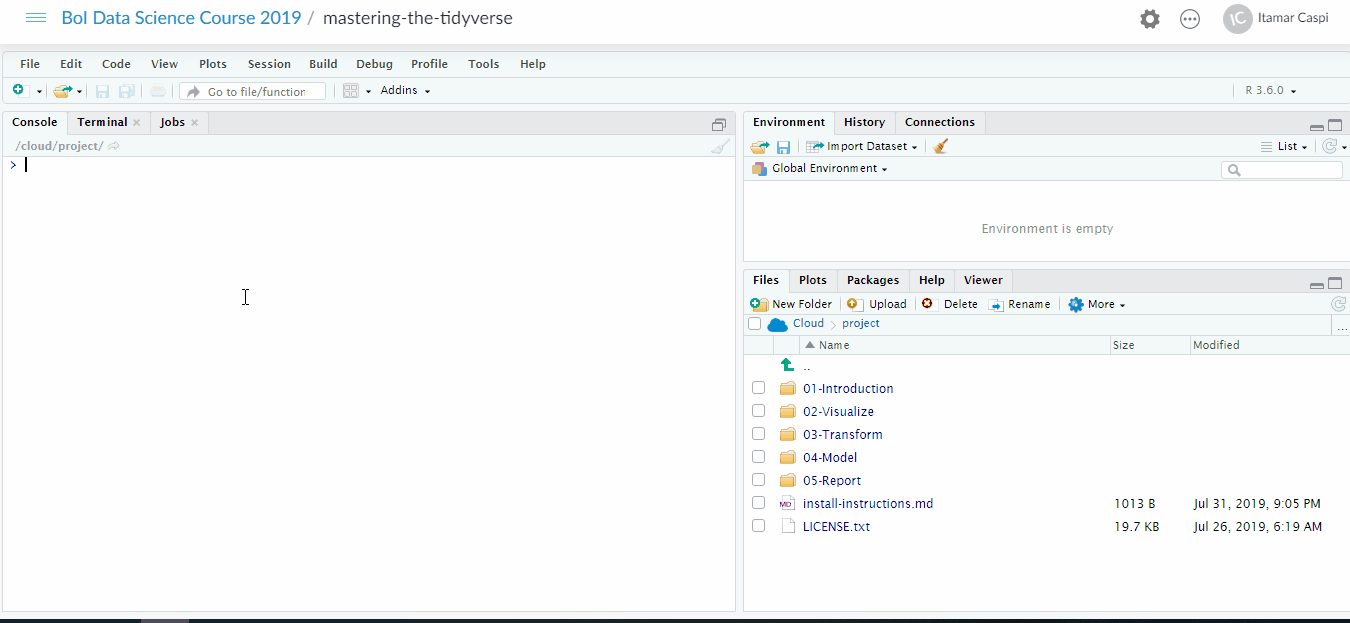 BoI Data Science Course 2019 / mastering-the-tidyverse
IC Itamar Caspi
File Edit Code View Plots Session Build Debug Profile Tools Help
Go to file/function Addins R 3.6.0
Console Terminal Jobs
/cloud/project/
>
Environment History Connections
Import Dataset List
Global Environment
Environment is empty
Files Plots Packages Help Viewer
New Folder Upload Delete Rename More
Cloud project ...
Name Size Modified
..
01-Introduction
02-Visualize
03-Transform
04-Model
05-Report
MD install-instructions.md 1013 B Jul 31, 2019, 9:05 PM
LICENSE.txt 19.7 KB Jul 26, 2019, 6:19 AM